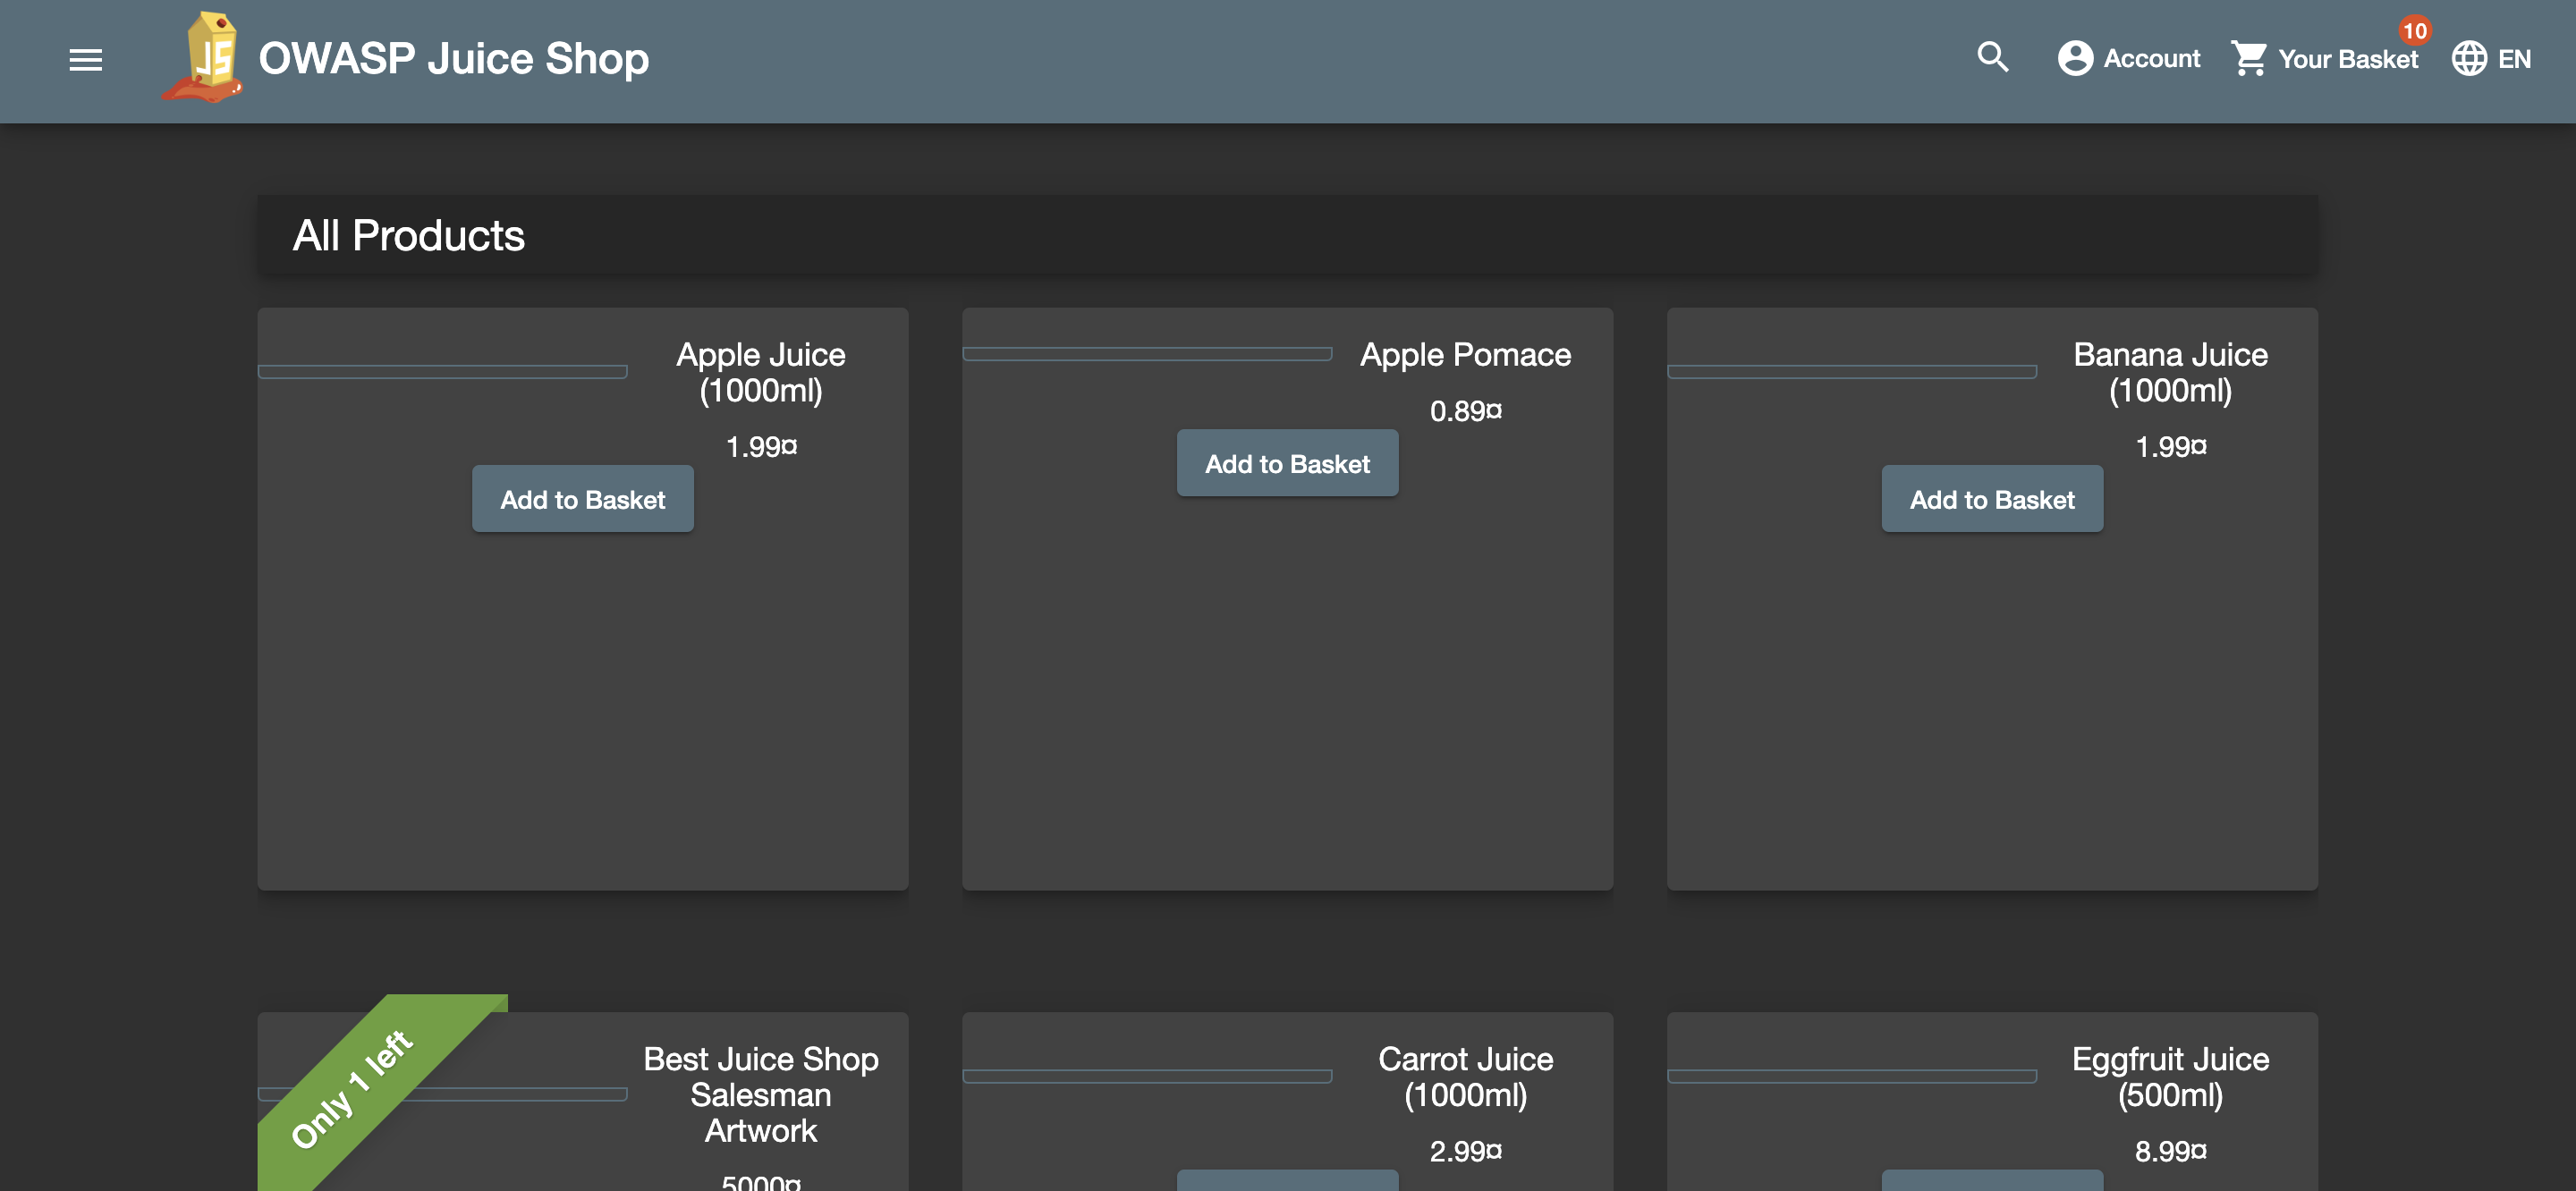 JS
OWASP Juice Shop
Account
Your Basket
10
EN
All Products
Apple Juice
(1000ml)
1.99¤
Add to Basket
Apple Pomace
0.89¤
Add to Basket
Banana Juice
(1000ml)
1.99¤
Add to Basket
Only 1 left
Best Juice Shop
Salesman
Artwork
5000¤
Carrot Juice
(1000ml)
2.99¤
Eggfruit Juice
(500ml)
8.99¤